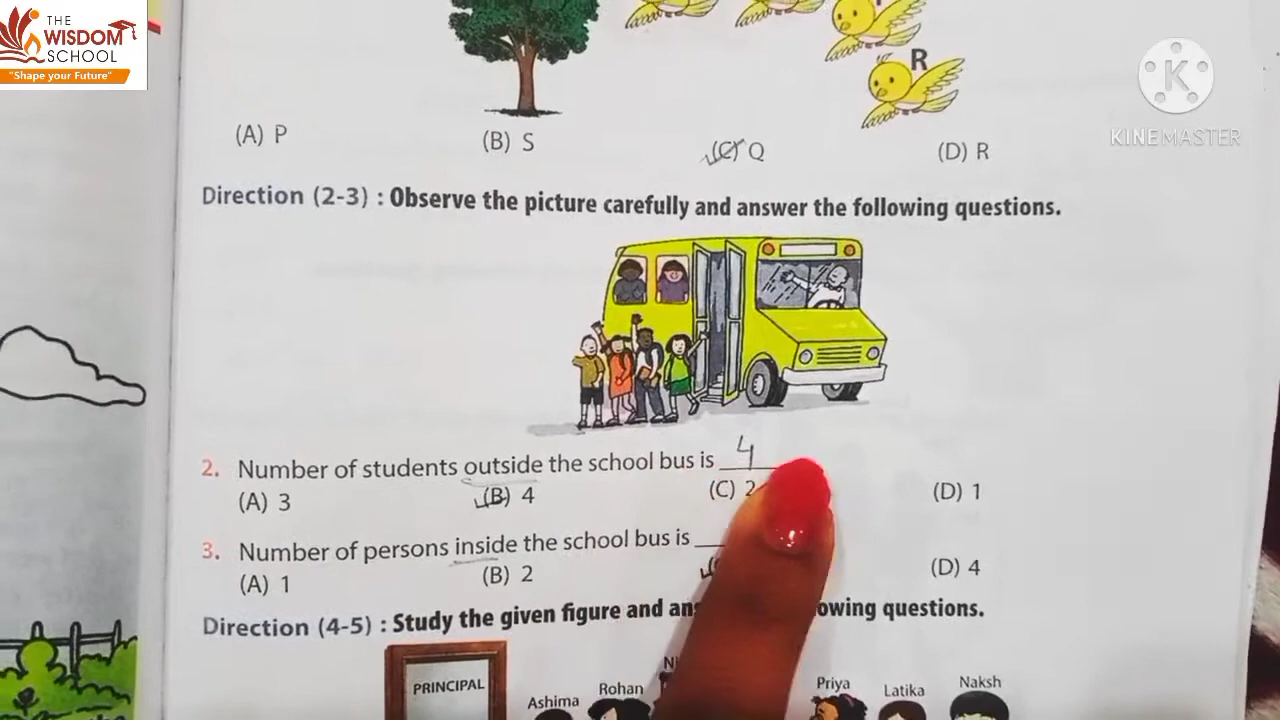 THE
WISDOM
SCHOOL
"Shape your Future"
K
KINEMASTER
R
(A) P
(B) S
(C) Q
(D) R
Direction (2-3) : Observe the picture carefully and answer the following questions.
2. Number of students outside the school bus is 4
(A) 3
(B) 4
(C) 2
(D) 1
3. Number of persons inside the school bus is
(A) 1
(B) 2
(D) 4
Direction (4-5) : Study the given figure and questions.
PRINCIPAL
Ashima
Rohan
Priya
Latika
Naksh